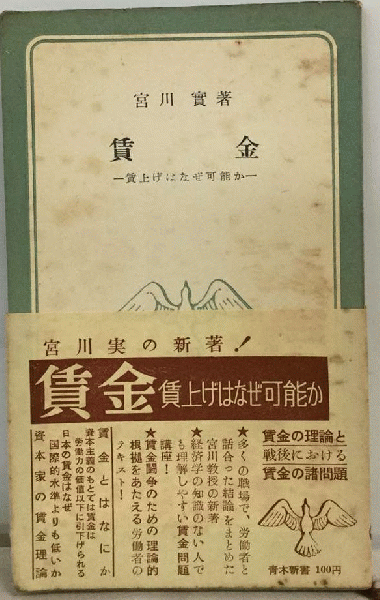 宮川 實 著
賃 金
―賃上げはなぜ可能か―
宮川実の新著！
賃金 賃上げはなぜ可能か
賃金の理論と
戦後における
賃金の諸問題
★多くの職場で、労働者と
話合った結論をまとめた
宮川教授の新著
★経済学の知識のない人で
も理解しやすい賃金問題
講座！
★賃金闘争のための理論的
根拠をあたえる労働者の
テキスト！
賃金とはなにか
資本主義のもとでは賃金は
労働力の価値以下に引下げられる
日本の賃金はなぜ
国際的水準よりも低いか
資本家の賃金理論
青木新書 100円